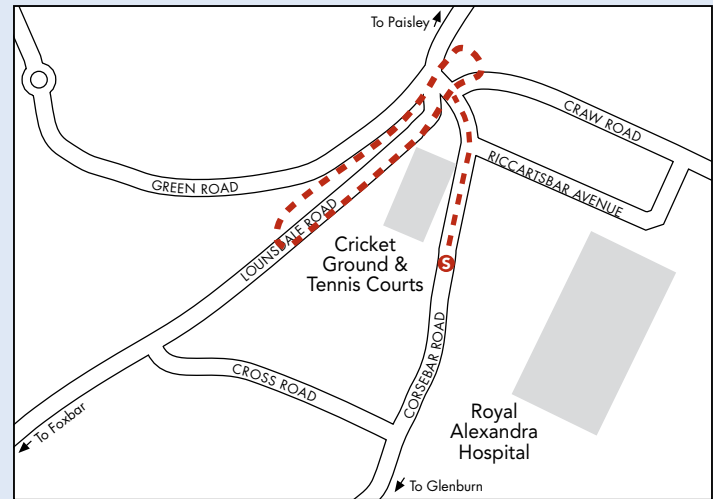 To Paisley
CRAW ROAD
RICCARTSBAR AVENUE
GREEN ROAD
LOUNSDALE ROAD
Cricket
Ground &
Tennis Courts
S
CORSEBAR ROAD
CROSS ROAD
Royal
Alexandra
Hospital
To Foxbar
To Glenburn